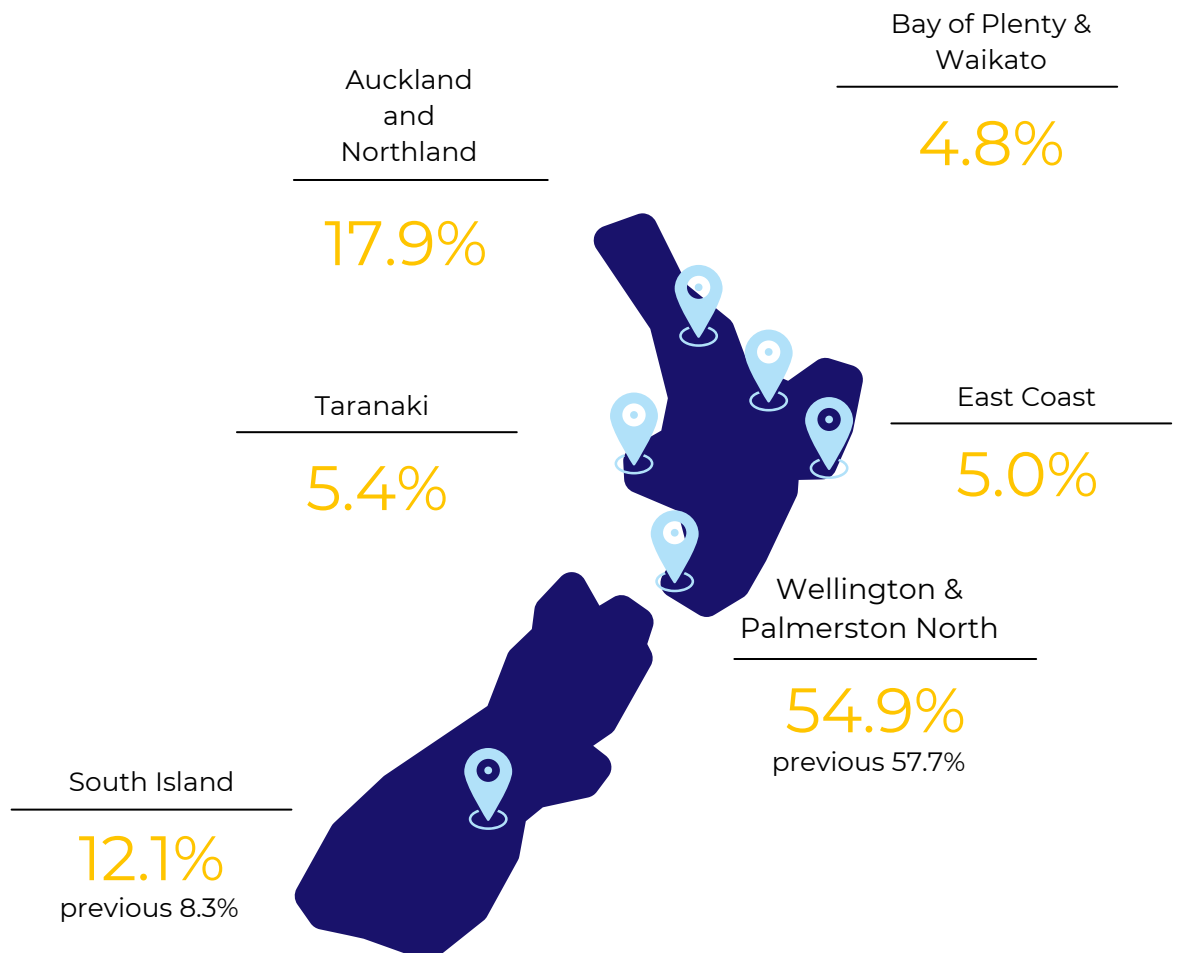 Bay of Plenty &
Waikato
4.8%
Auckland
and
Northland
17.9%
Taranaki
5.4%
East Coast
5.0%
Wellington &
Palmerston North
54.9%
previous 57.7%
South Island
12.1%
previous 8.3%